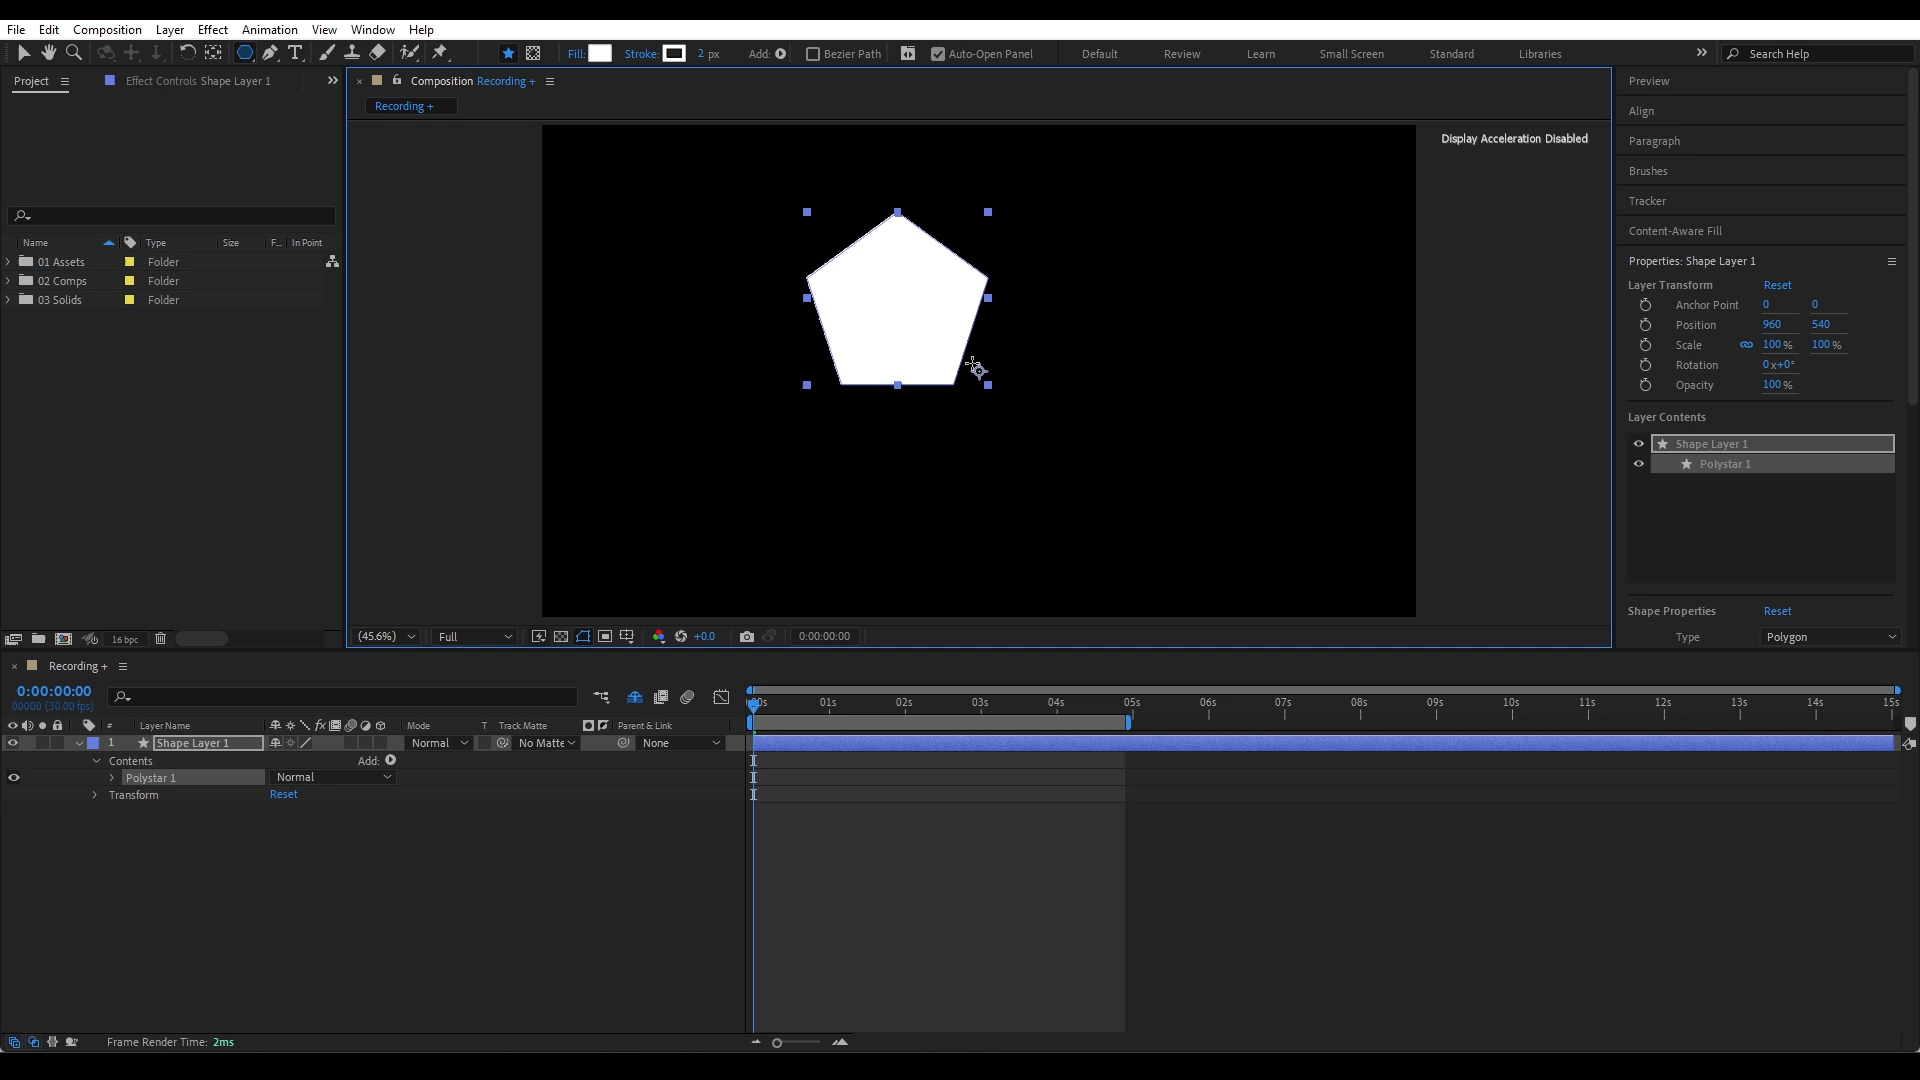 File Edit Composition Layer Effect Animation View Window Help
Fill: Stroke: 2 px Add: Bezier Path Auto-Open Panel Default Review Learn Small Screen Standard Libraries Search Help
Project Effect Controls Shape Layer 1
Composition Recording +
Recording +
Display Acceleration Disabled
Name Type Size F... In Point
01 Assets Folder
02 Comps Folder
03 Solids Folder
16 bpc
(45.6%) Full +0.0 0:00:00:00
Preview
Align
Paragraph
Brushes
Tracker
Content-Aware Fill
Properties: Shape Layer 1
Layer Transform Reset
Anchor Point 0 0
Position 960 540
Scale 100 % 100 %
Rotation 0x+0°
Opacity 100 %
Layer Contents
Shape Layer 1
Polystar 1
Shape Properties Reset
Type Polygon
Recording +
0:00:00:00
00000 (30.00 fps)
00s 01s 02s 03s 04s 05s 06s 07s 08s 09s 10s 11s 12s 13s 14s 15s
# Layer Name Mode T Track Matte Parent & Link
1 Shape Layer 1 Normal No Matte None
Contents Add:
Polystar 1 Normal
Transform Reset
Frame Render Time: 2ms